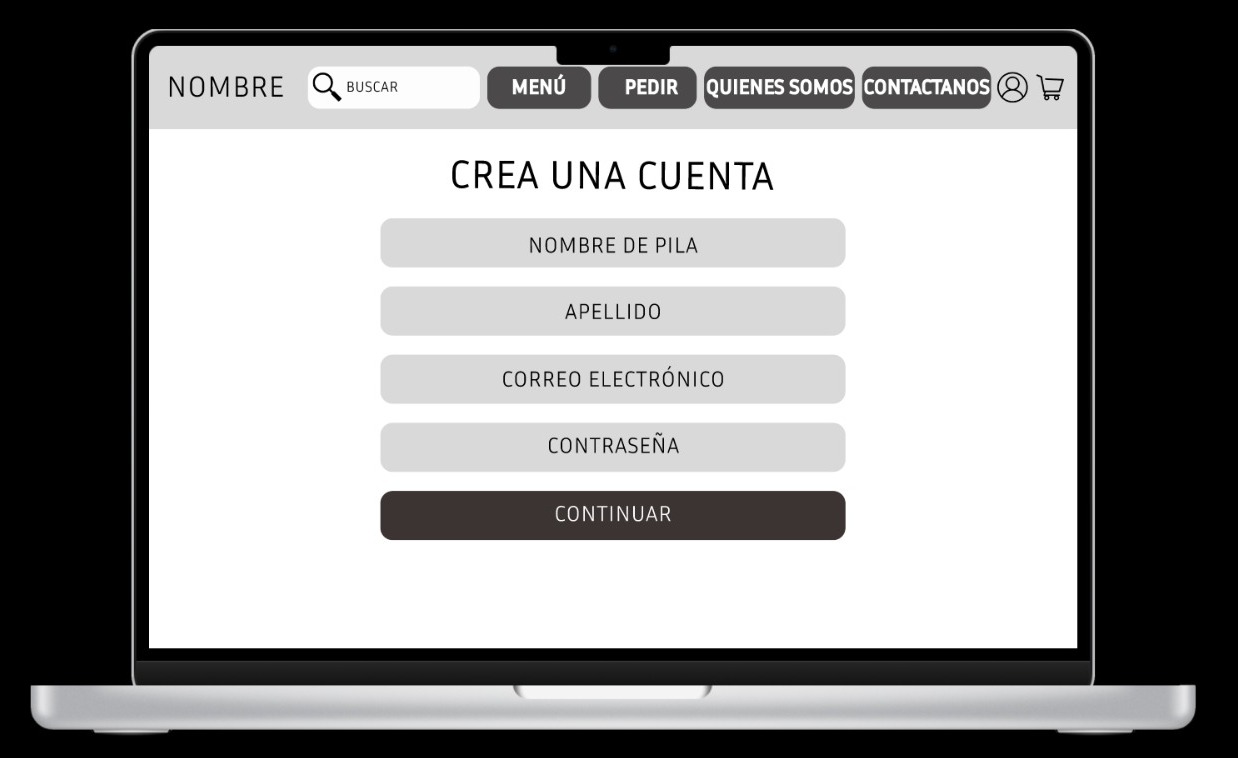 NOMBRE
BUSCAR
MENÚ
PEDIR
QUIENES SOMOS
CONTACTANOS
CREA UNA CUENTA
NOMBRE DE PILA
APELLIDO
CORREO ELECTRÓNICO
CONTRASEÑA
CONTINUAR